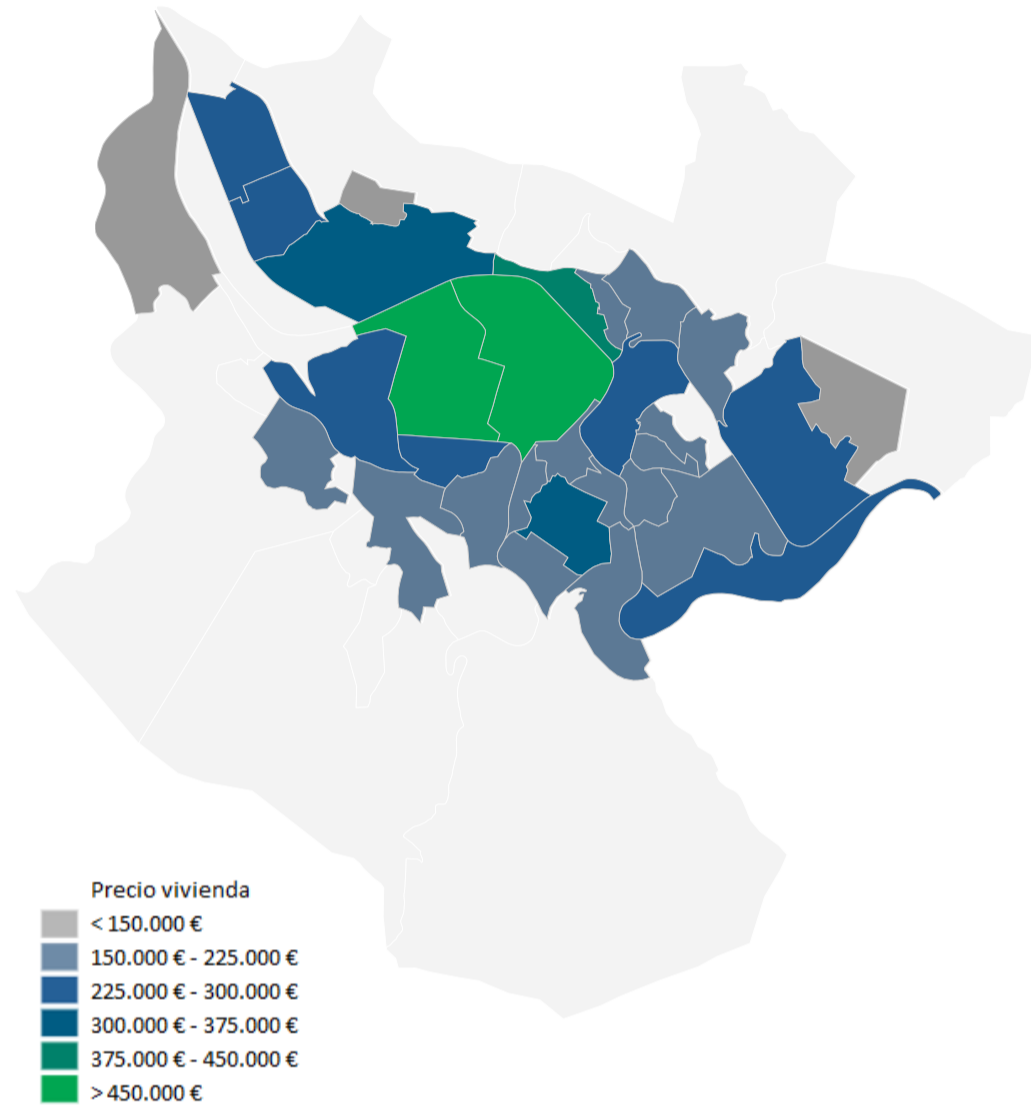 Precio vivienda
< 150.000 €
150.000 € - 225.000 €
225.000 € - 300.000 €
300.000 € - 375.000 €
375.000 € - 450.000 €
> 450.000 €